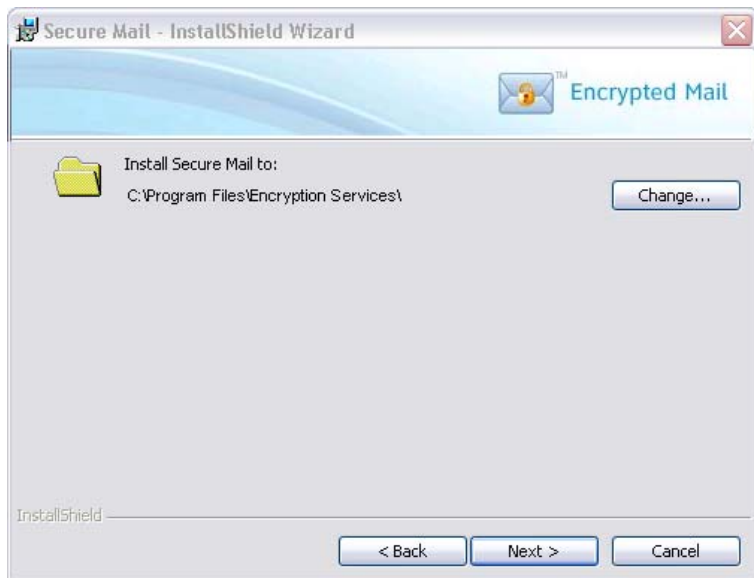 Secure Mail - InstallShield Wizard
TM
Encrypted Mail
Install Secure Mail to:
C:\Program Files\Encryption Services\
Change...
InstallShield
< Back
Next >
Cancel